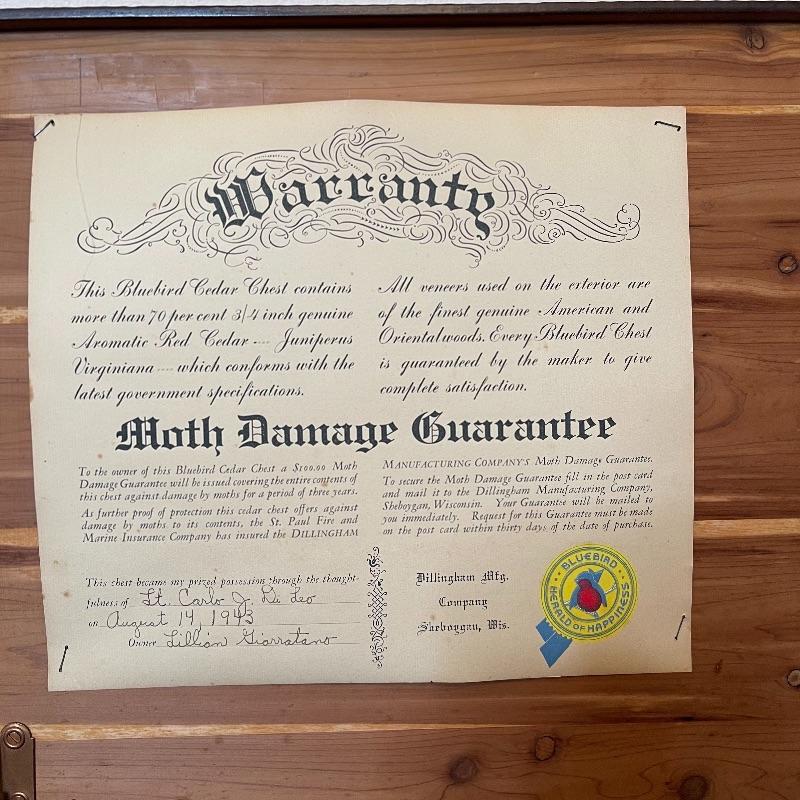 Warranty
This Bluebird Cedar Chest contains
more than 70 per cent 3/4 inch genuine
Aromatic Red Cedar --- Juniperus
Virginiana --- which conforms with the
latest government specifications.
All veneers used on the exterior are
of the finest genuine American and
Oriental woods. Every Bluebird Chest
is guaranteed by the maker to give
complete satisfaction.
Moth Damage Guarantee
To the owner of this Bluebird Cedar Chest a $100.00 Moth
Damage Guarantee will be issued covering the entire contents of
this chest against damage by moths for a period of three years.
As further proof of protection this cedar chest offers against
damage by moths to its contents, the St. Paul Fire and
Marine Insurance Company has insured the DILLINGHAM
MANUFACTURING COMPANY'S Moth Damage Guarantee.
To secure the Moth Damage Guarantee fill in the post card
and mail it to the Dillingham Manufacturing Company,
Sheboygan, Wisconsin. Your Guarantee will be mailed to
you immediately. Request for this Guarantee must be made
on the post card within thirty days of the date of purchase.
This chest became my prized possession through the thought-
fulness of Lt. Carlo J. Di Leo
on August 14, 1943
Owner Lillian Giarratano
Dillingham Mfg.
Company
Sheboygan, Wis.
BLUEBIRD
HERALD OF HAPPINESS